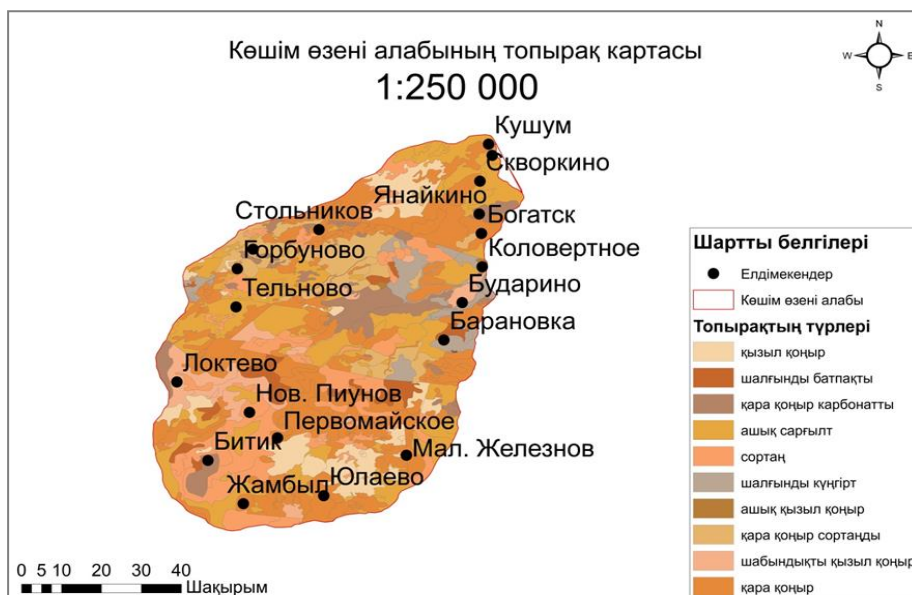 Көшім өзені алабының топырақ картасы
1:250 000
N
W E
S
Кушум
Скворкино
Янайкино
Стольников
Богатск
Горбуново
Коловертное
Тельново
Бударино
Барановка
Локтево
Нов. Пиунов
Первомайское
Битик
Мал. Железнов
Жамбыл
Юлаево
0 5 10 20 30 40
Шақырым
Шартты белгілері
Елдімекендер
Көшім өзені алабы
Топырақтың түрлері
қызыл қоңыр
шалғынды батпақты
қара қоңыр карбонатты
ашық сарғылт
сортаң
шалғынды күңгірт
ашық қызыл қоңыр
қара қоңыр сортаңды
шабындықты қызыл қоңыр
қара қоңыр